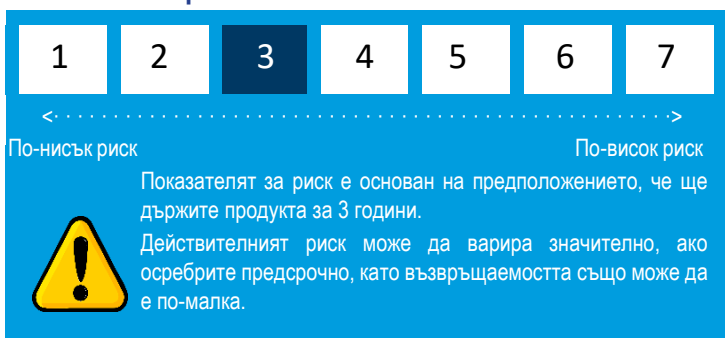 1 2 3 4 5 6 7
<· · · · · · · · · · · · · · · · · · · · · · · · · · · · · · · · · · · · · · · · · · · · · · · · · · · · · ·>
По-нисък риск По-висок риск
Показателят за риск е основан на предположението, че ще
държите продукта за 3 години.
Действителният риск може да варира значително, ако
осребрите предсрочно, като възвръщаемостта също може да
е по-малка.